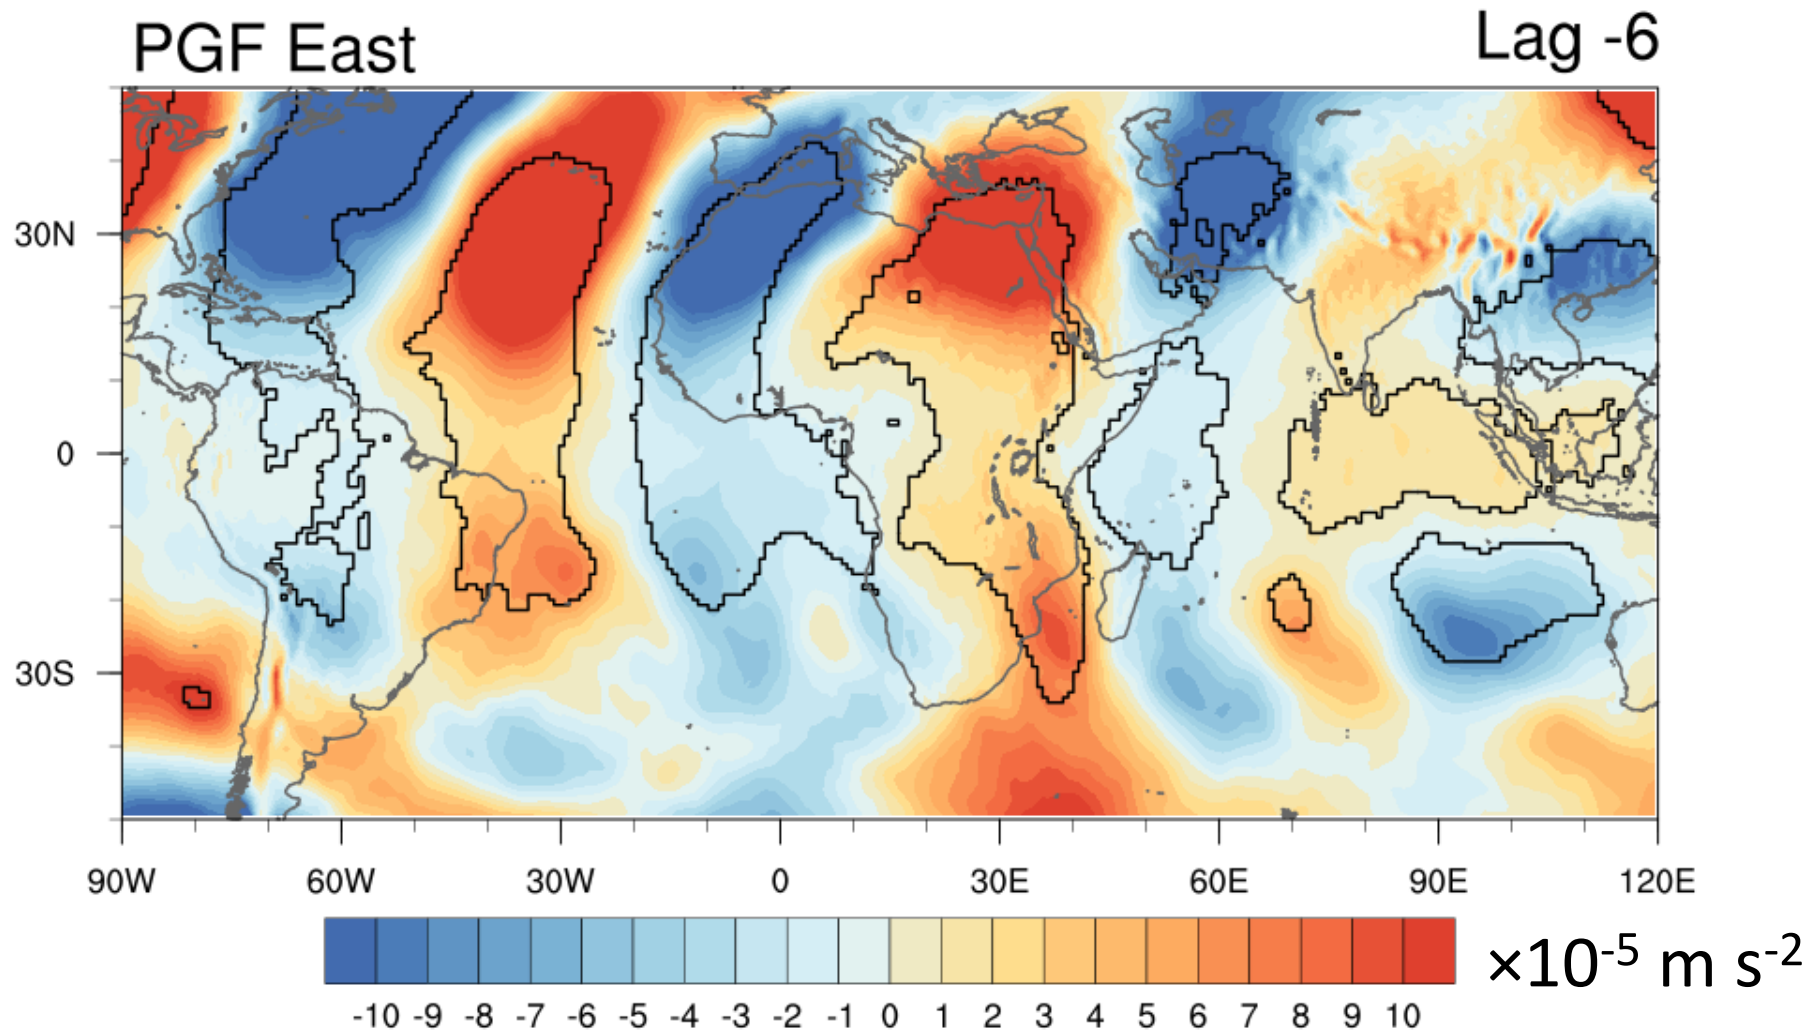 PGF East Lag -6
30N
0
30S
90W 60W 30W 0 30E 60E 90E 120E
-10 -9 -8 -7 -6 -5 -4 -3 -2 -1 0 1 2 3 4 5 6 7 8 9 10
×10⁻⁵ m s⁻²